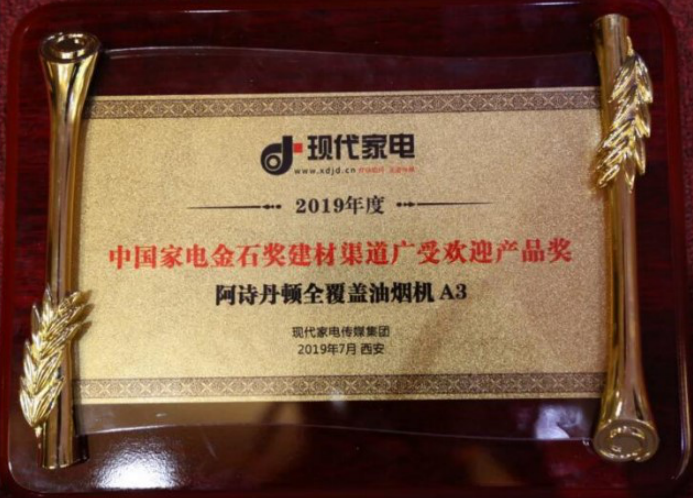 现代家电
www.xdjd.cn
2019年度
中国家电金石奖建材渠道广受欢迎产品奖
阿诗丹顿全覆盖油烟机 A3
现代家电传媒集团
2019年7月 西安